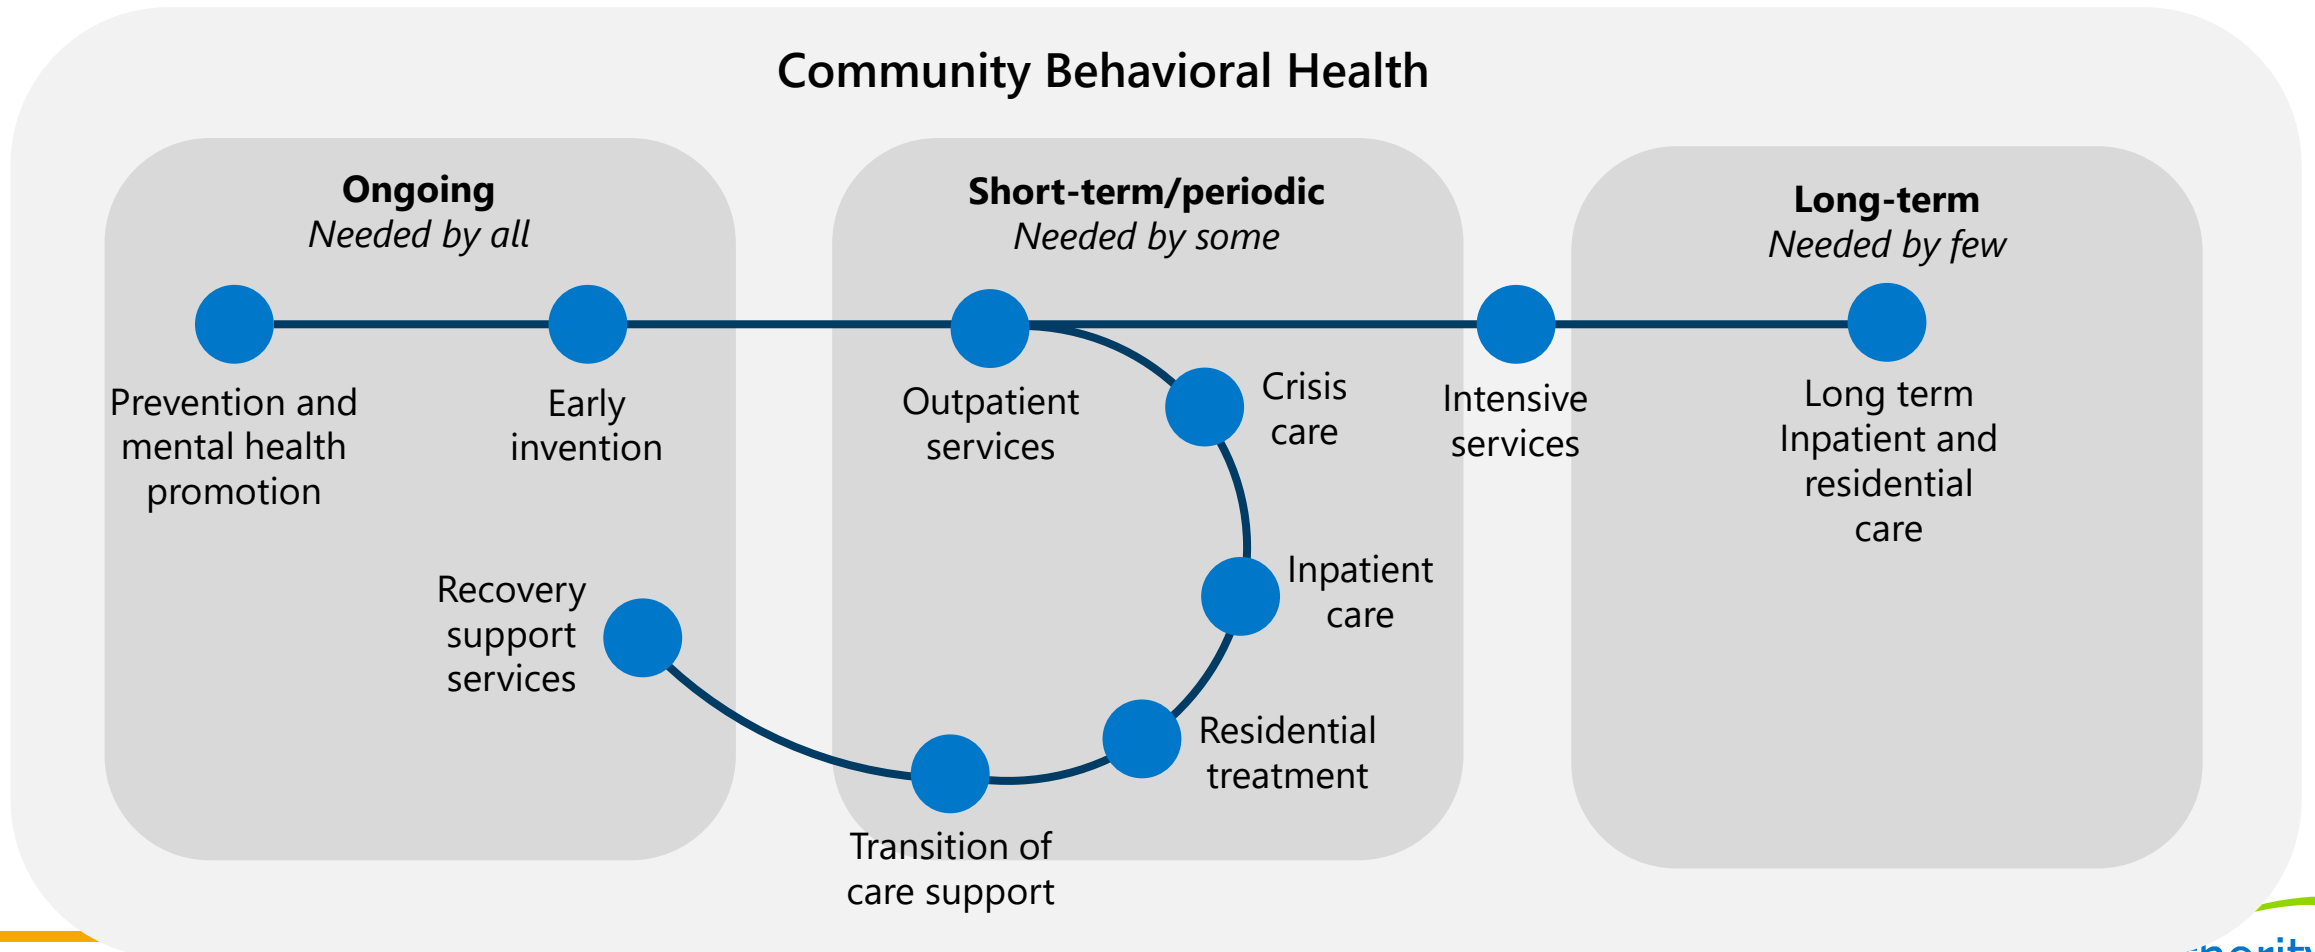 Community Behavioral Health
Ongoing
Needed by all
Prevention and
mental health
promotion
Early
invention
Recovery
support
services
Short-term/periodic
Needed by some
Outpatient
services
Crisis
care
Inpatient
care
Residential
treatment
Transition of
care support
Intensive
services
Long-term
Needed by few
Long term
Inpatient and
residential
care